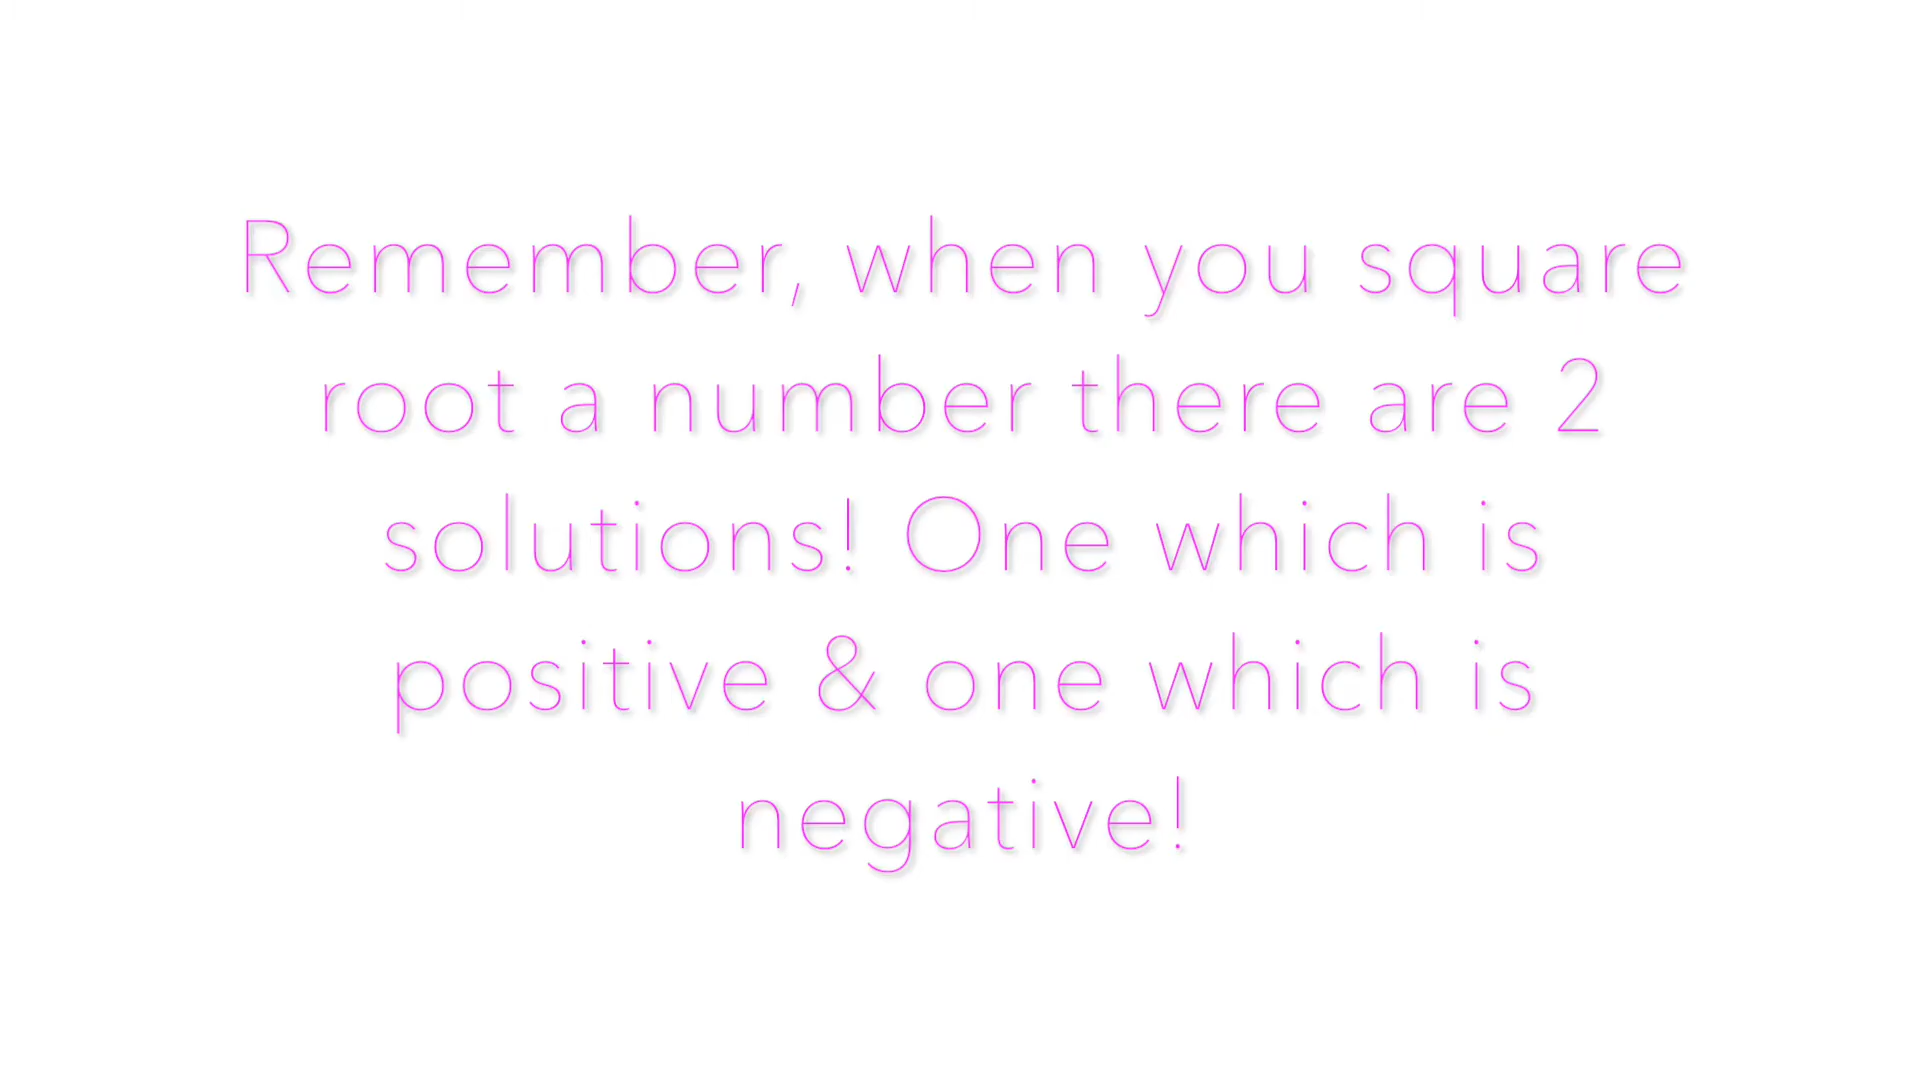 Remember, when you square
root a number there are 2
solutions! One which is
positive & one which is
negative!